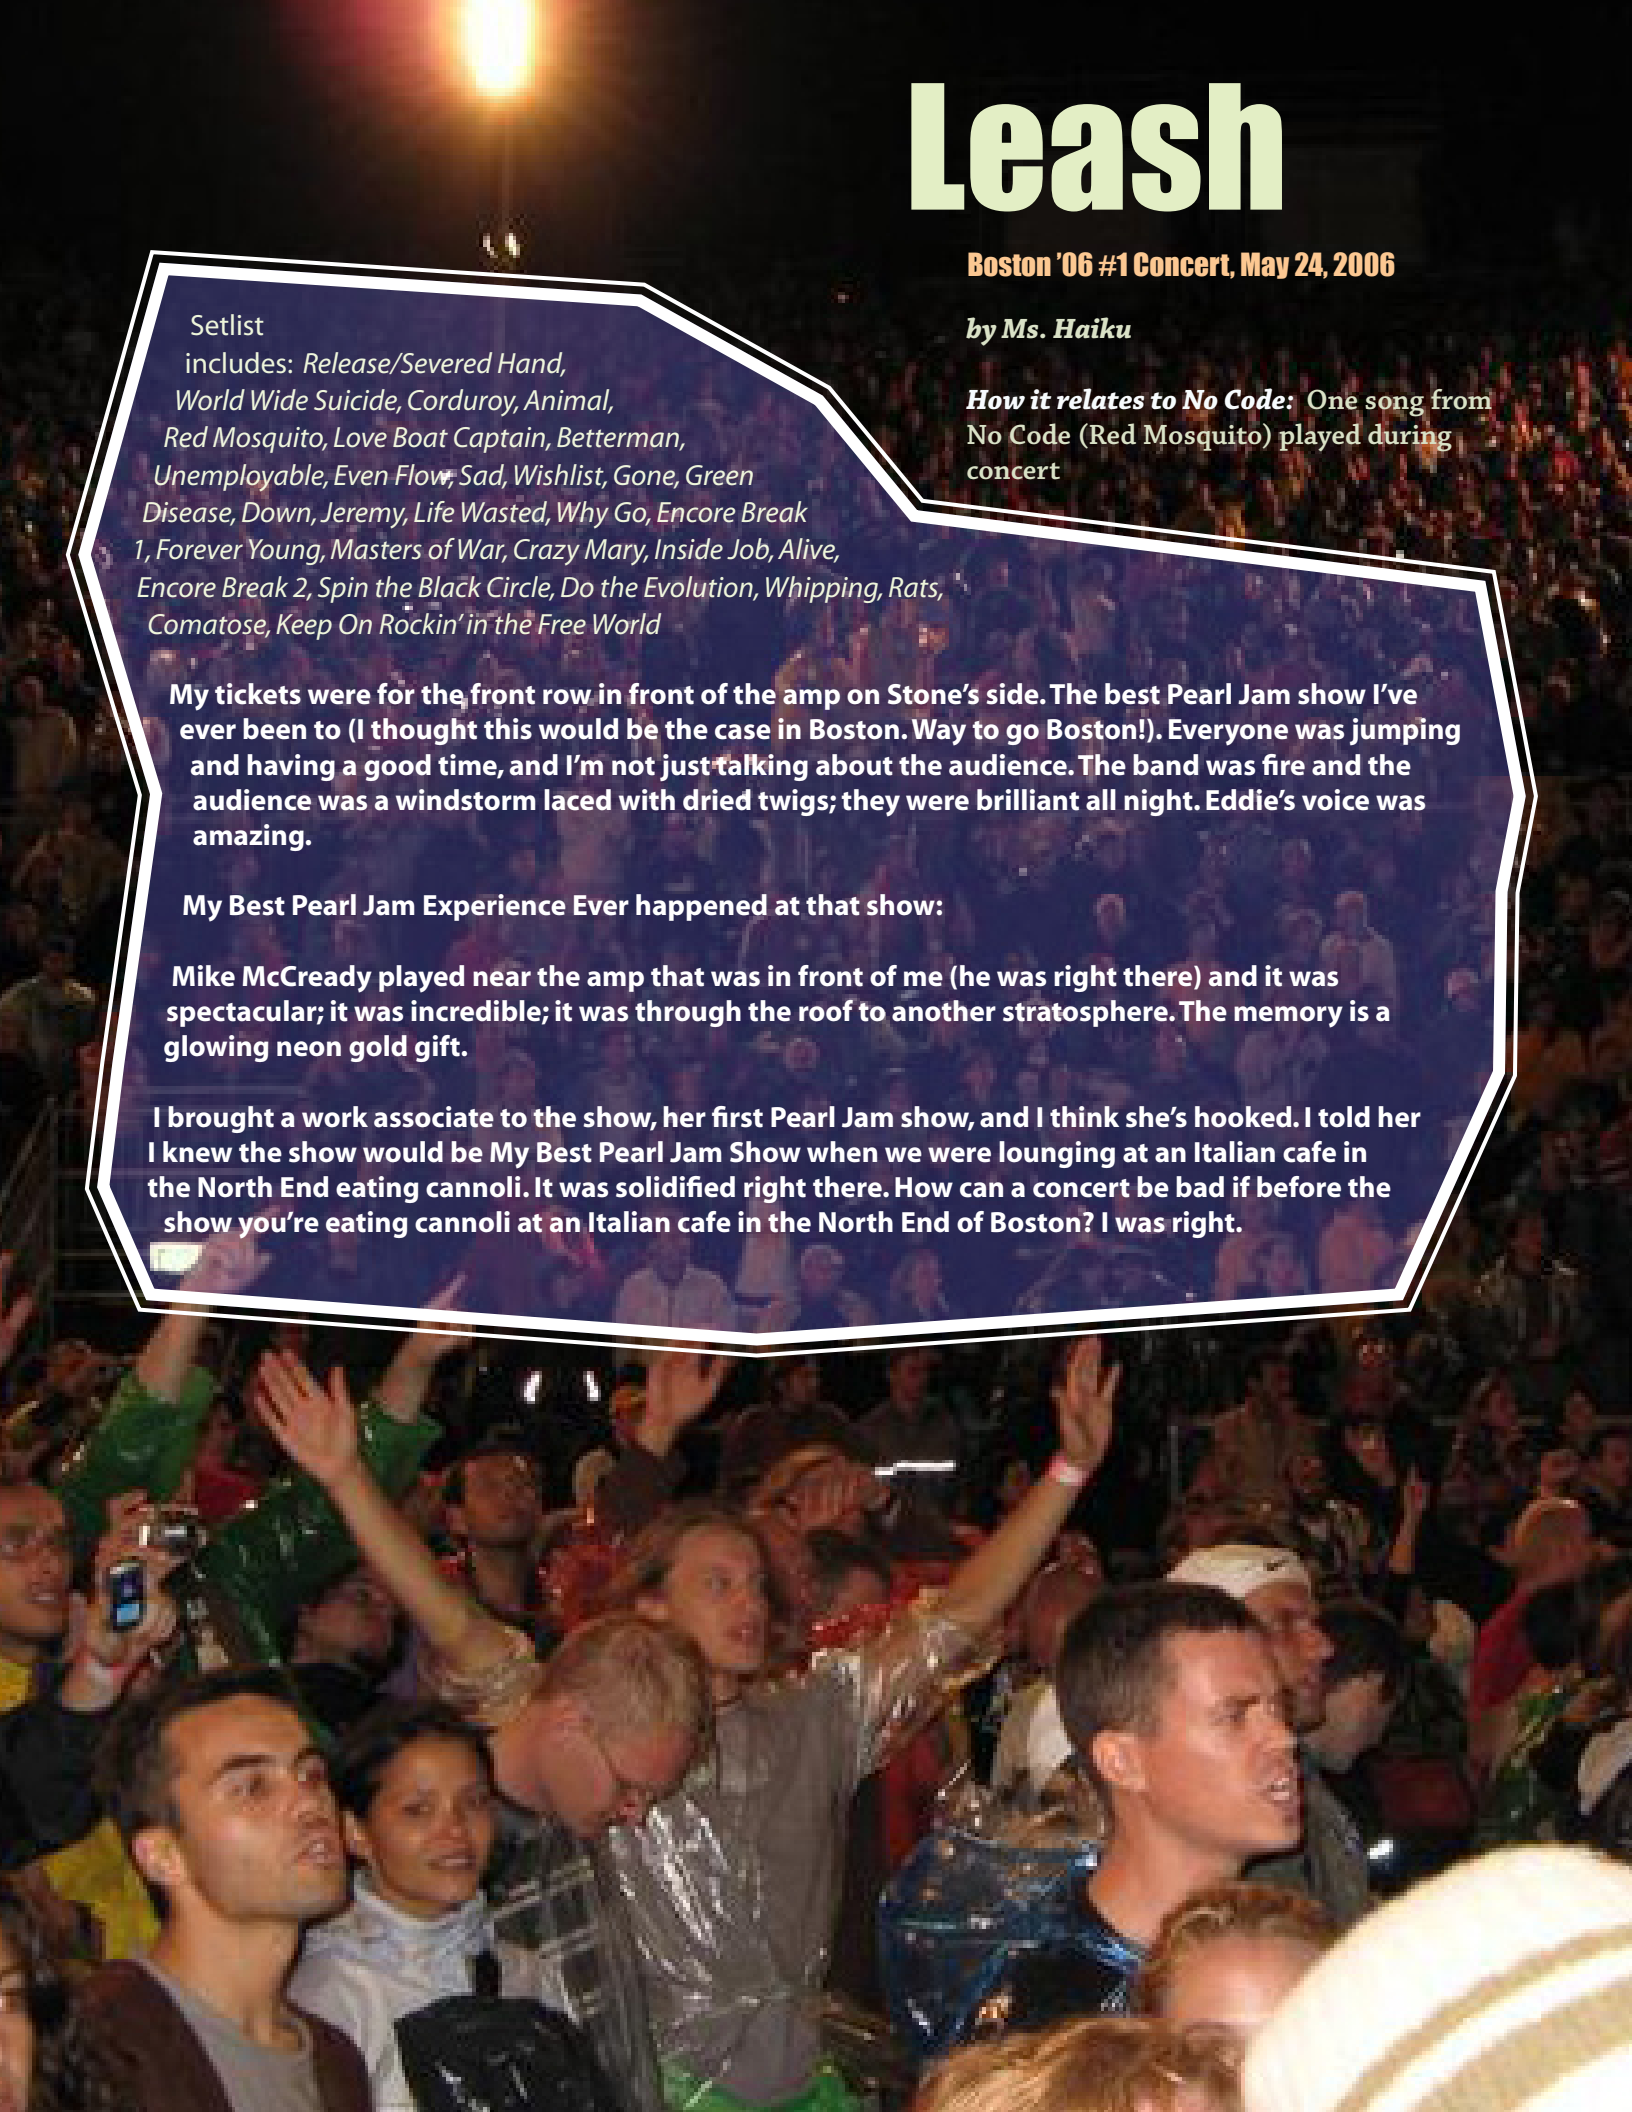 Leash
Boston ’06 #1 Concert, May 24, 2006
by Ms. Haiku
How it relates to No Code: One song from
No Code (Red Mosquito) played during
concert
Setlist
includes: Release/Severed Hand,
World Wide Suicide, Corduroy, Animal,
Red Mosquito, Love Boat Captain, Betterman,
Unemployable, Even Flow, Sad, Wishlist, Gone, Green
Disease, Down, Jeremy, Life Wasted, Why Go, Encore Break
1, Forever Young, Masters of War, Crazy Mary, Inside Job, Alive,
Encore Break 2, Spin the Black Circle, Do the Evolution, Whipping, Rats,
Comatose, Keep On Rockin’ in the Free World
My tickets were for the front row in front of the amp on Stone’s side. The best Pearl Jam show I’ve
ever been to (I thought this would be the case in Boston. Way to go Boston!). Everyone was jumping
and having a good time, and I’m not just talking about the audience. The band was fire and the
audience was a windstorm laced with dried twigs; they were brilliant all night. Eddie’s voice was
amazing.
My Best Pearl Jam Experience Ever happened at that show:
Mike McCready played near the amp that was in front of me (he was right there) and it was
spectacular; it was incredible; it was through the roof to another stratosphere. The memory is a
glowing neon gold gift.
I brought a work associate to the show, her first Pearl Jam show, and I think she’s hooked. I told her
I knew the show would be My Best Pearl Jam Show when we were lounging at an Italian cafe in
the North End eating cannoli. It was solidified right there. How can a concert be bad if before the
show you’re eating cannoli at an Italian cafe in the North End of Boston? I was right.